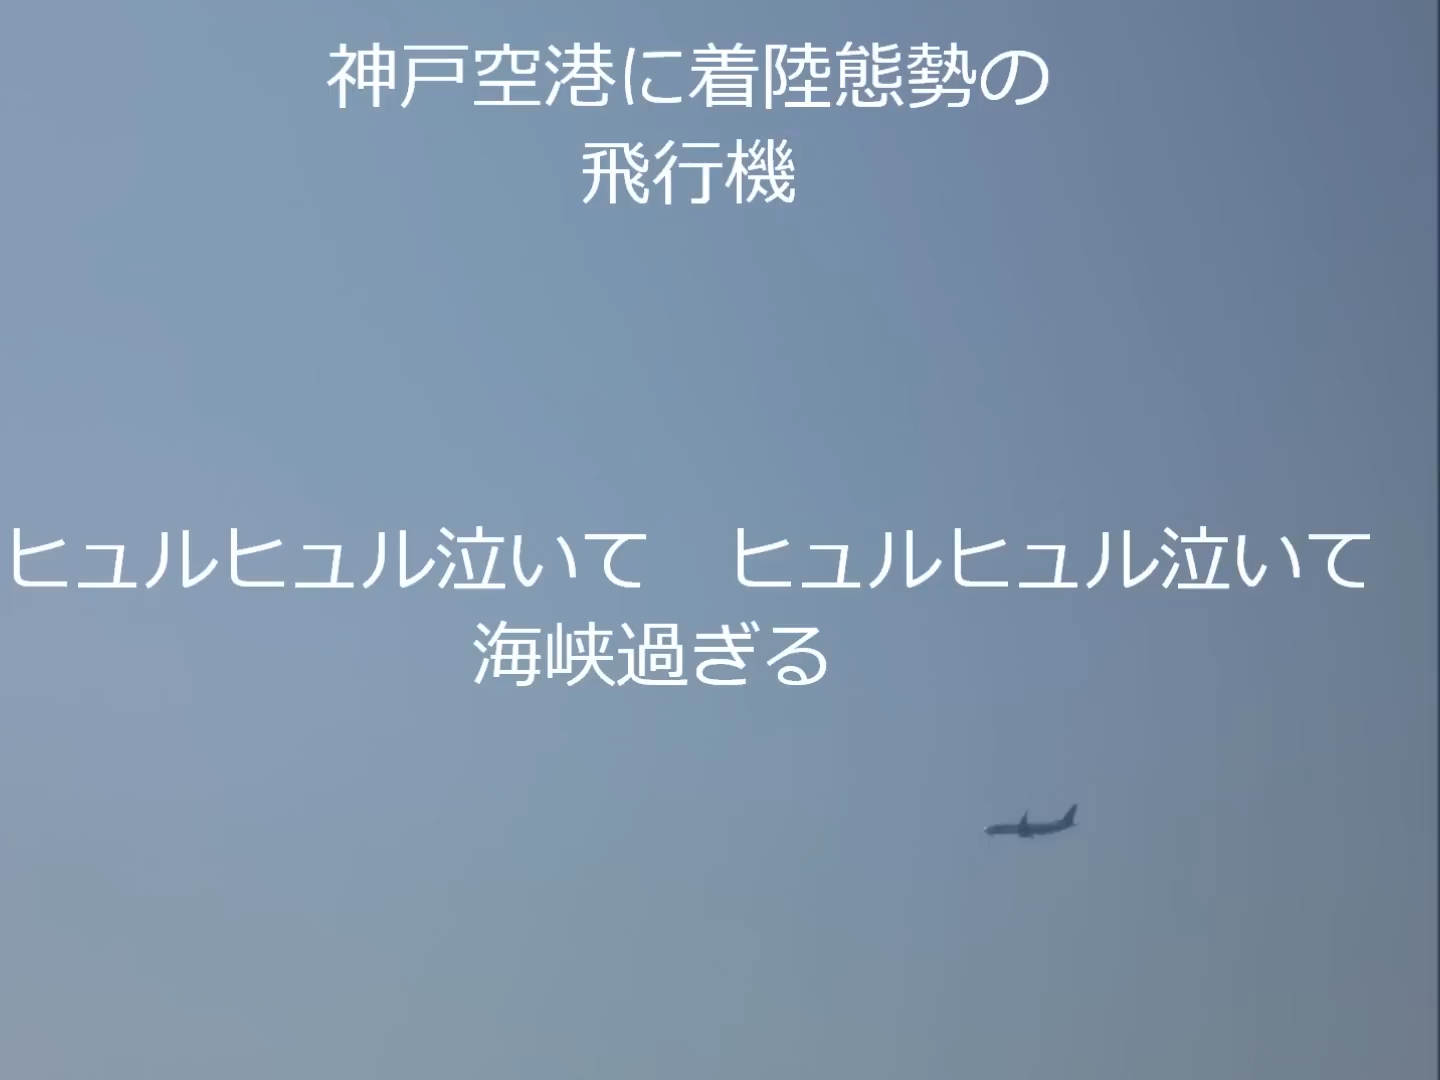 神戸空港に着陸態勢の
飛行機
ヒュルヒュル泣いて　ヒュルヒュル泣いて
海峡過ぎる